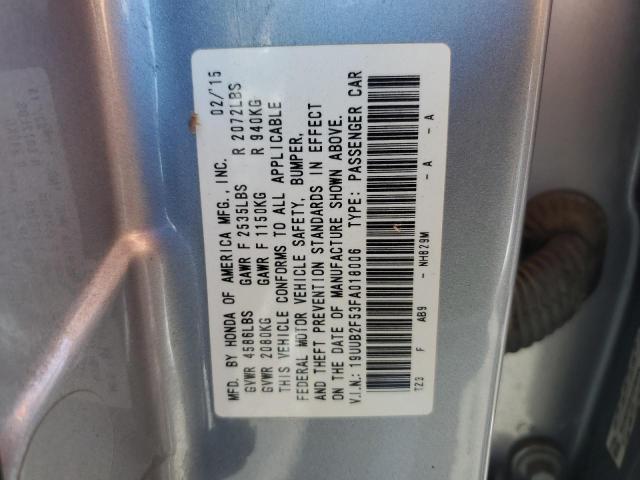 MFD. BY HONDA OF AMERICA MFG., INC. 02/'15
GVWR 4586LBS GAWR F 2535LBS R 2072LBS
GVWR 2080KG GAWR F 1150KG R 940KG
THIS VEHICLE CONFORMS TO ALL APPLICABLE
FEDERAL MOTOR VEHICLE SAFETY, BUMPER,
AND THEFT PREVENTION STANDARDS IN EFFECT
ON THE DATE OF MANUFACTURE SHOWN ABOVE.
V.I.N.: 19UUB2F53FA018006 TYPE: PASSENGER CAR
TZ3 F AB9 - NH829M - A - A